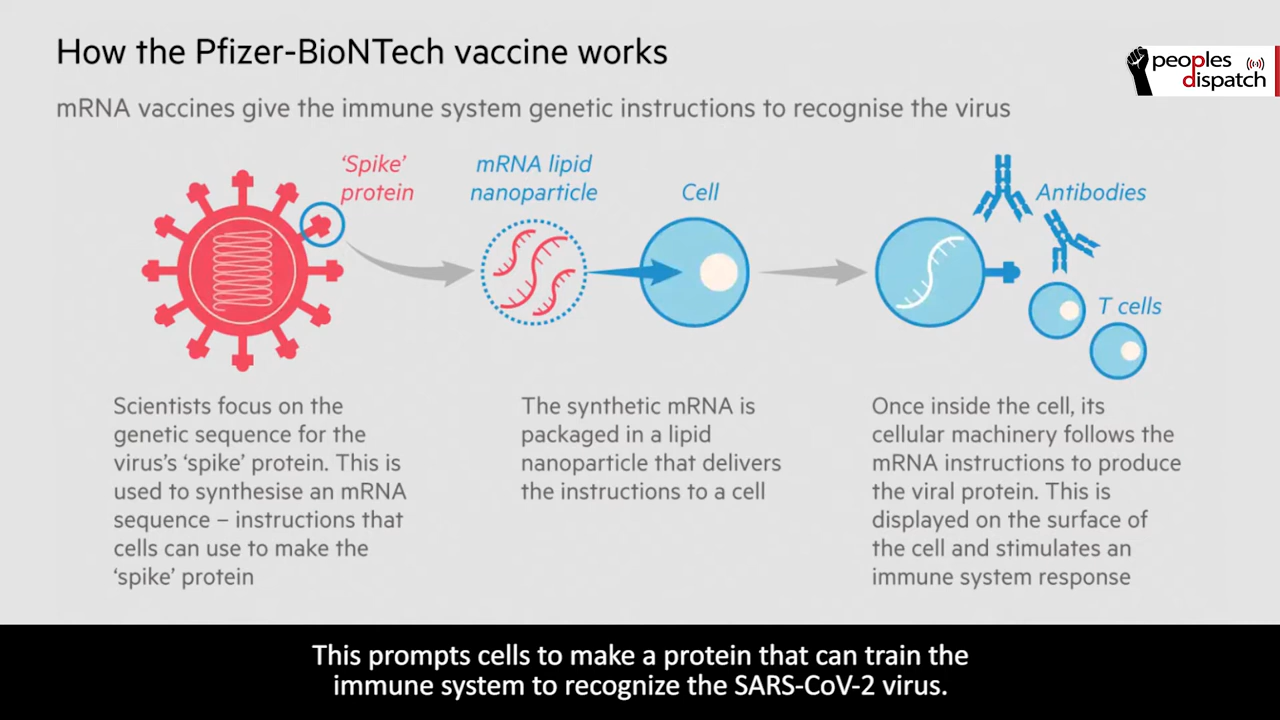 How the Pfizer-BioNTech vaccine works
peoples
dispatch
mRNA vaccines give the immune system genetic instructions to recognise the virus
‘Spike’
protein
mRNA lipid
nanoparticle
Cell
Antibodies
T cells
Scientists focus on the
genetic sequence for the
virus’s ‘spike’ protein. This is
used to synthesise an mRNA
sequence – instructions that
cells can use to make the
‘spike’ protein
The synthetic mRNA is
packaged in a lipid
nanoparticle that delivers
the instructions to a cell
Once inside the cell, its
cellular machinery follows the
mRNA instructions to produce
the viral protein. This is
displayed on the surface of
the cell and stimulates an
immune system response
This prompts cells to make a protein that can train the
immune system to recognize the SARS-CoV-2 virus.